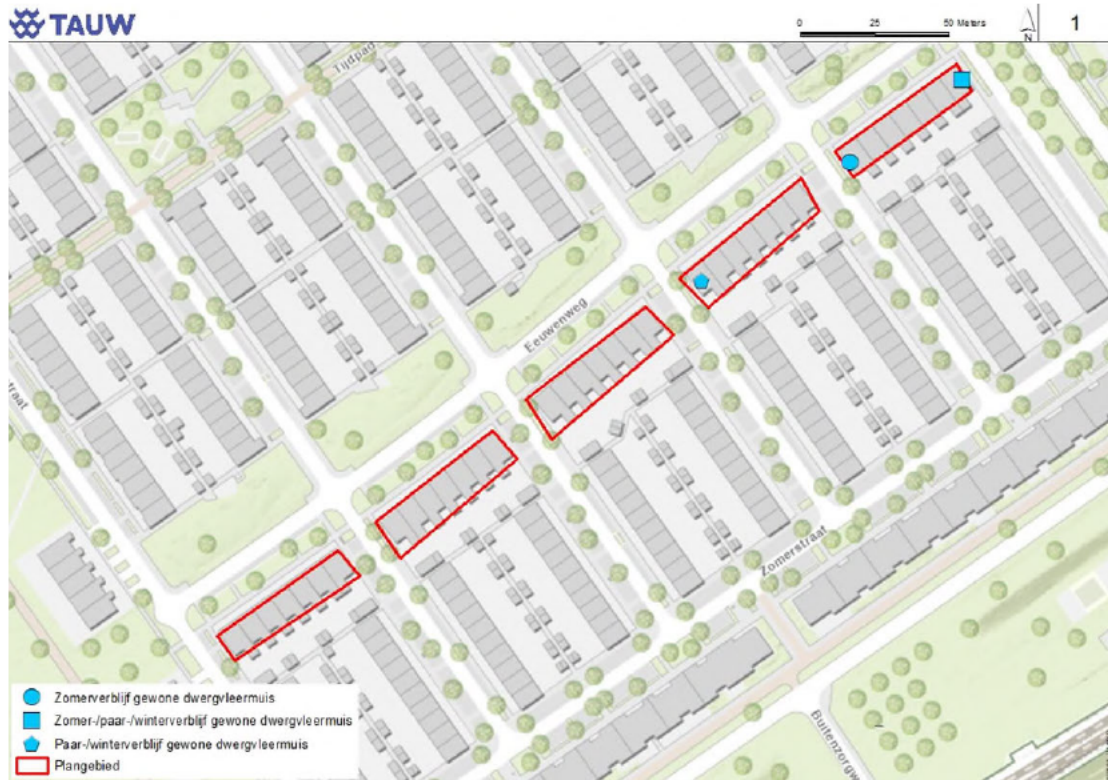 TAUW
0 25 50 Meters
N
1
Tijdpad
Eeuwenweg
Zomerstraat
Buitenzorgw
Zomerverblijf gewone dwergvleermuis
Zomer-/paar-/winterverblijf gewone dwergvleermuis
Paar-/winterverblijf gewone dwergvleermuis
Plangebied